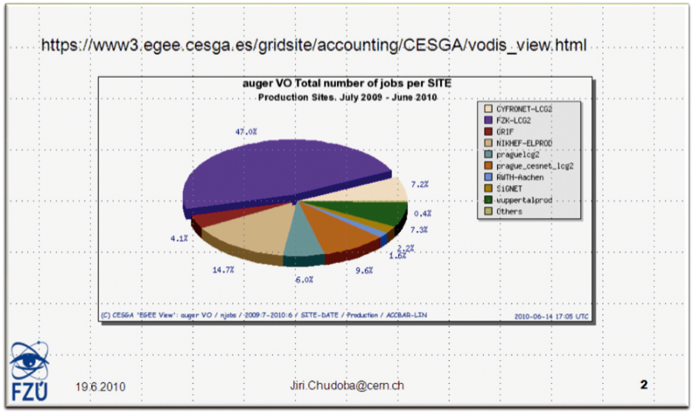 https://www3.egee.cesga.es/gridsite/accounting/CESGA/vodis_view.html
auger VO Total number of jobs per SITE
Production Sites. July 2009 - June 2010
CYFRONET-LCG2
FZK-LCG2
GRIF
NIKHEF-ELPROD
praguelcg2
prague_cesnet_lcg2
RWTH-Aachen
SiGNET
wuppertalprod
Others
47.0%
7.2%
0.4%
7.3%
2.2%
1.6%
9.6%
6.0%
14.7%
4.1%
(C) CESGA 'EGEE View': auger VO / njobs / 2009:7-2010:6 / SITE-DATE / Production / ACCBAR-LIN
2010-06-14 17:05 UTC
FZÚ
19.6.2010
Jiri.Chudoba@cern.ch
2